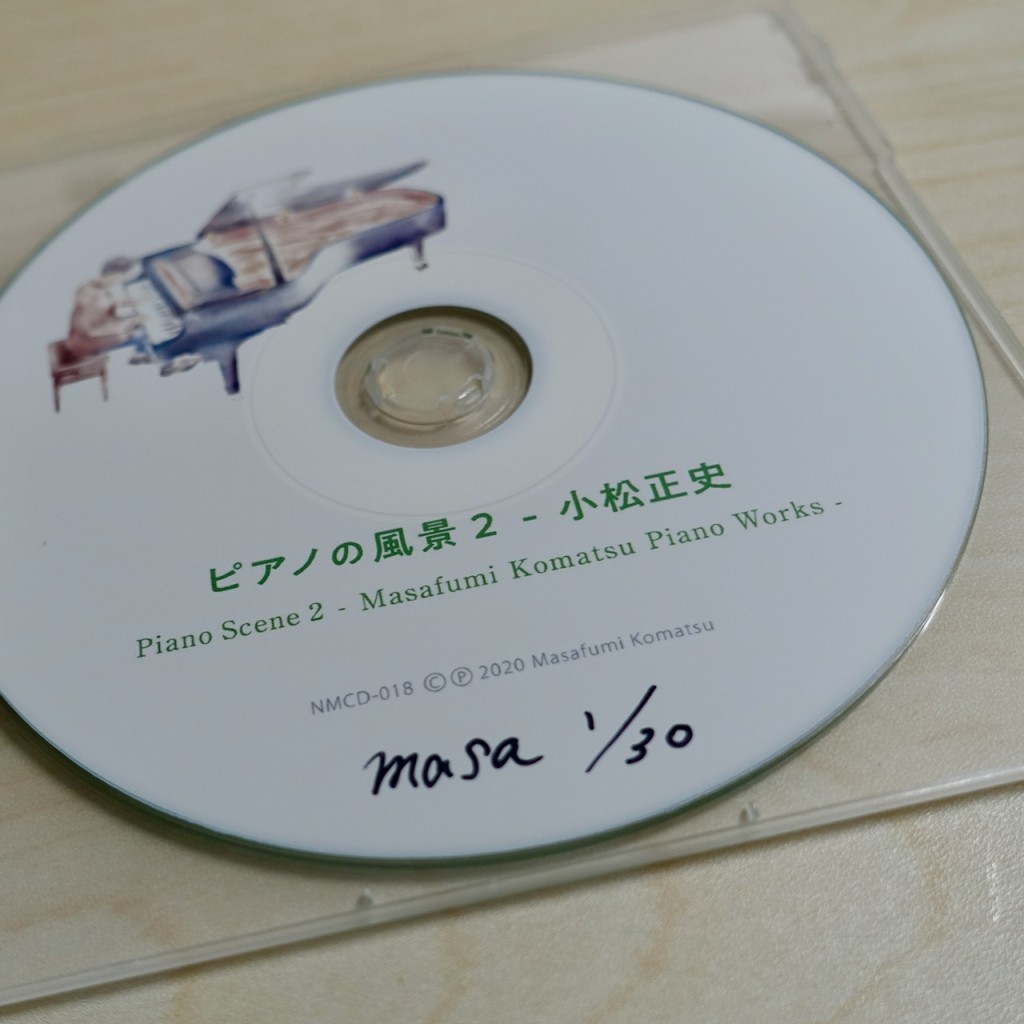 ピアノの風景2 - 小松正史
Piano Scene 2 - Masafumi Komatsu Piano Works -
NMCD-018 ©℗ 2020 Masafumi Komatsu
masa 1/30